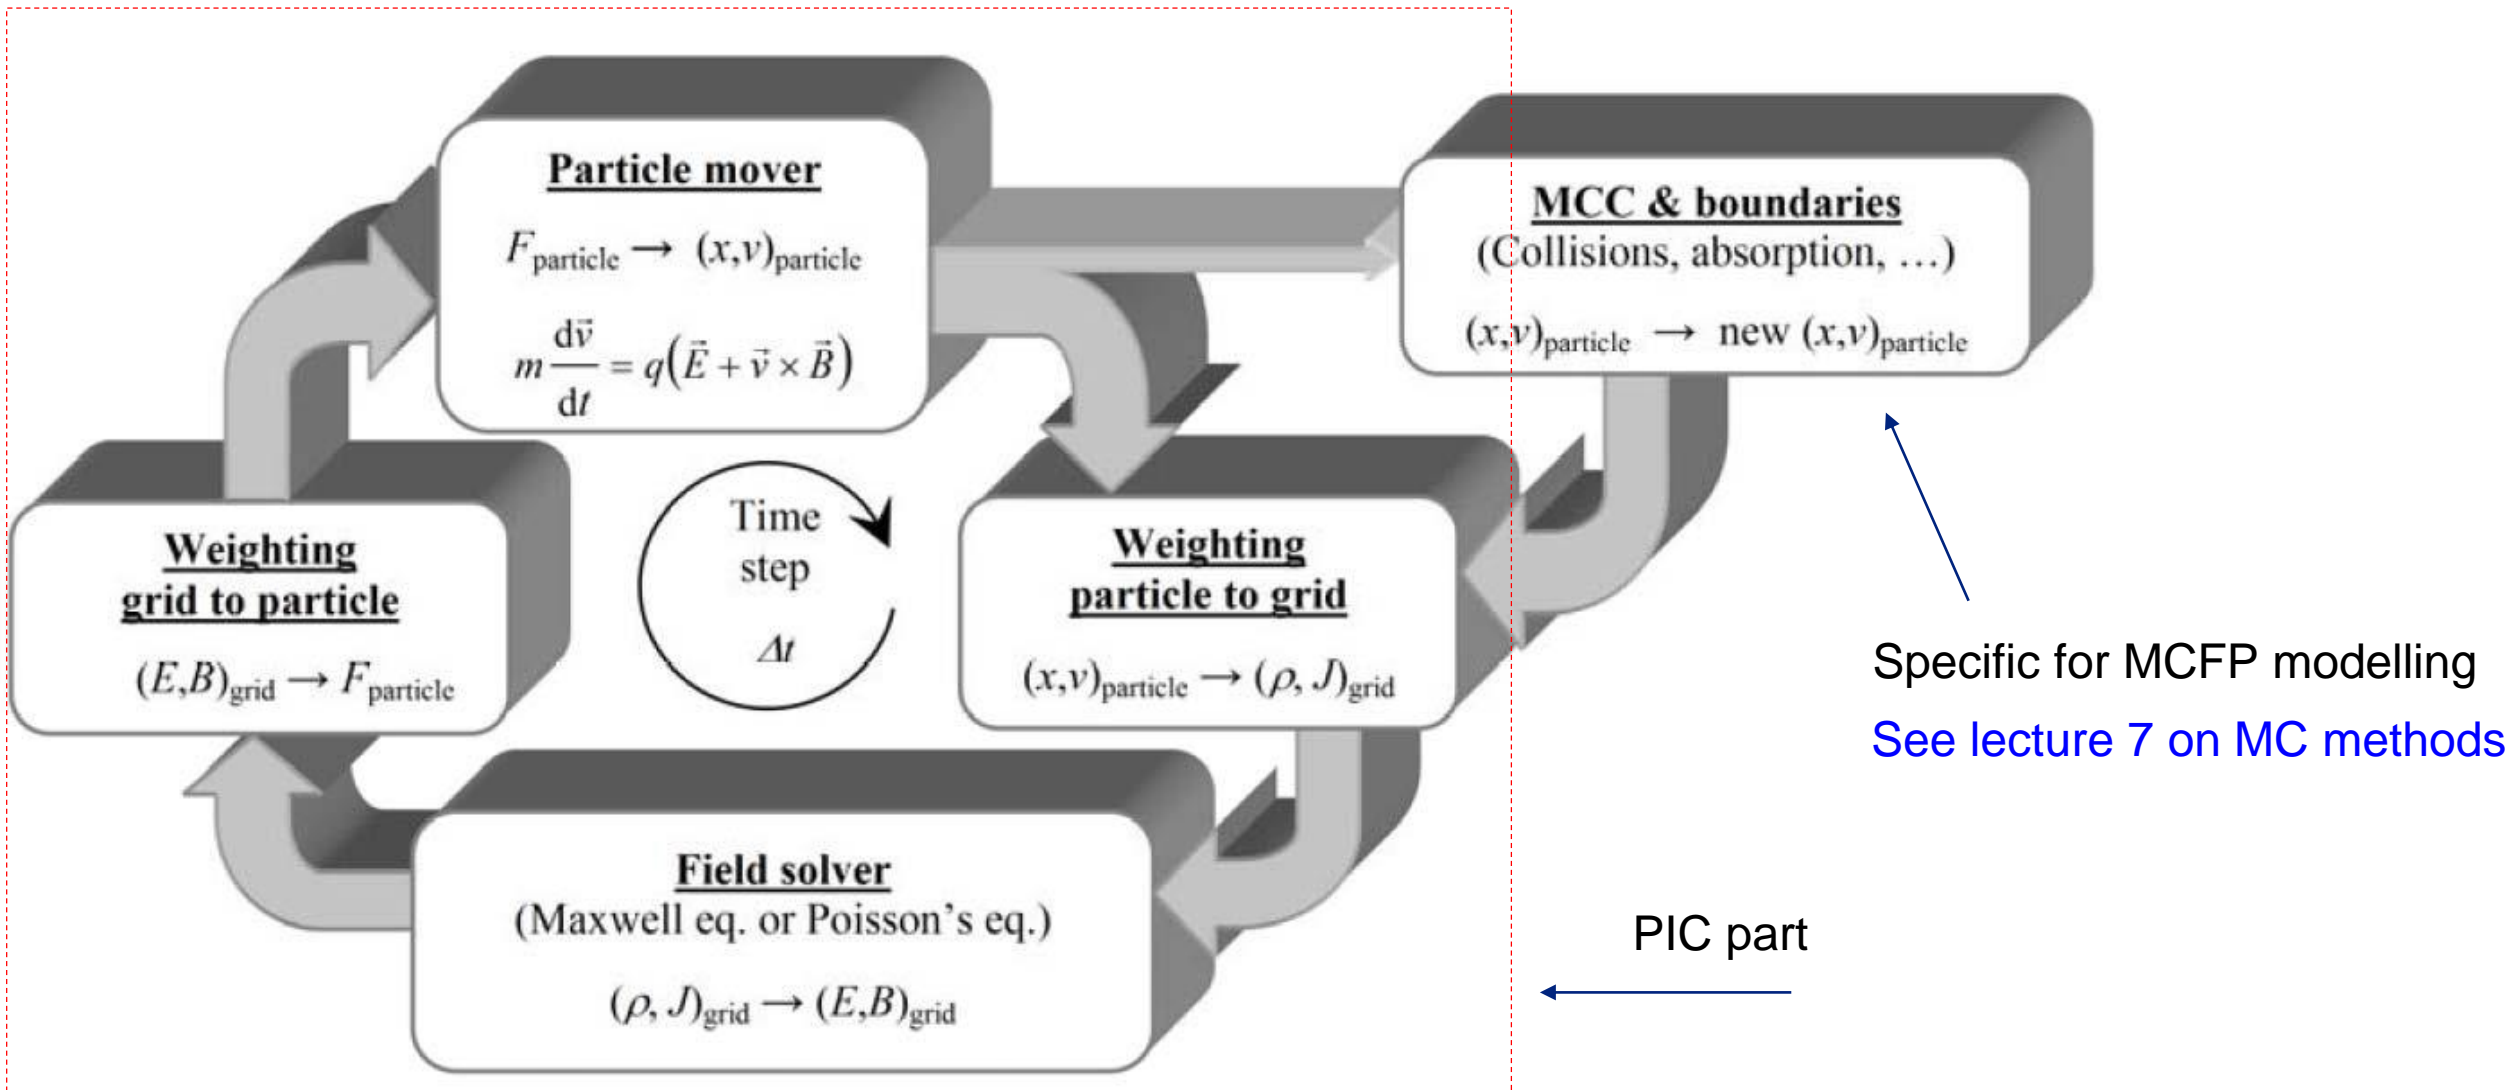 Particle mover
F_particle → (x,v)_particle
m dv⃗/dt = q(E⃗ + v⃗ × B⃗)
MCC & boundaries
(Collisions, absorption, …)
(x,v)_particle → new (x,v)_particle
Time
step
Δt
Weighting
grid to particle
(E,B)_grid → F_particle
Weighting
particle to grid
(x,v)_particle → (ρ, J)_grid
Field solver
(Maxwell eq. or Poisson’s eq.)
(ρ, J)_grid → (E,B)_grid
Specific for MCFP modelling
See lecture 7 on MC methods
PIC part